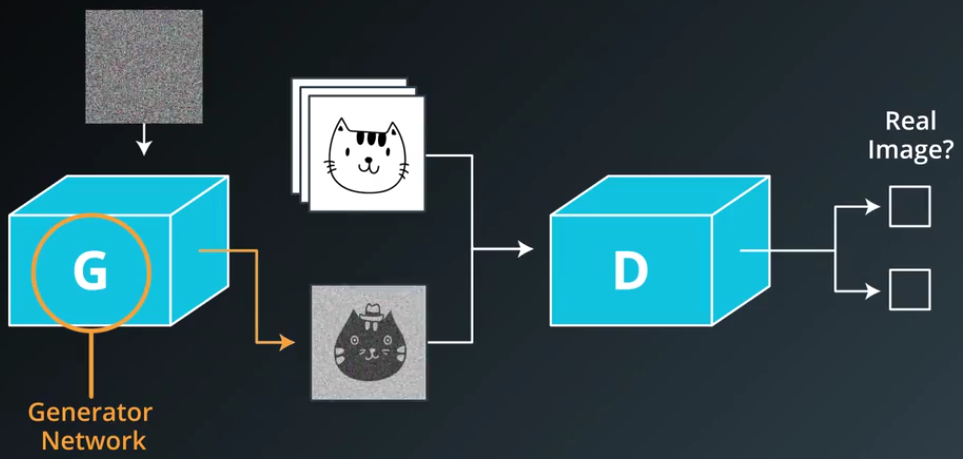 Real
Image?
G
D
Generator
Network